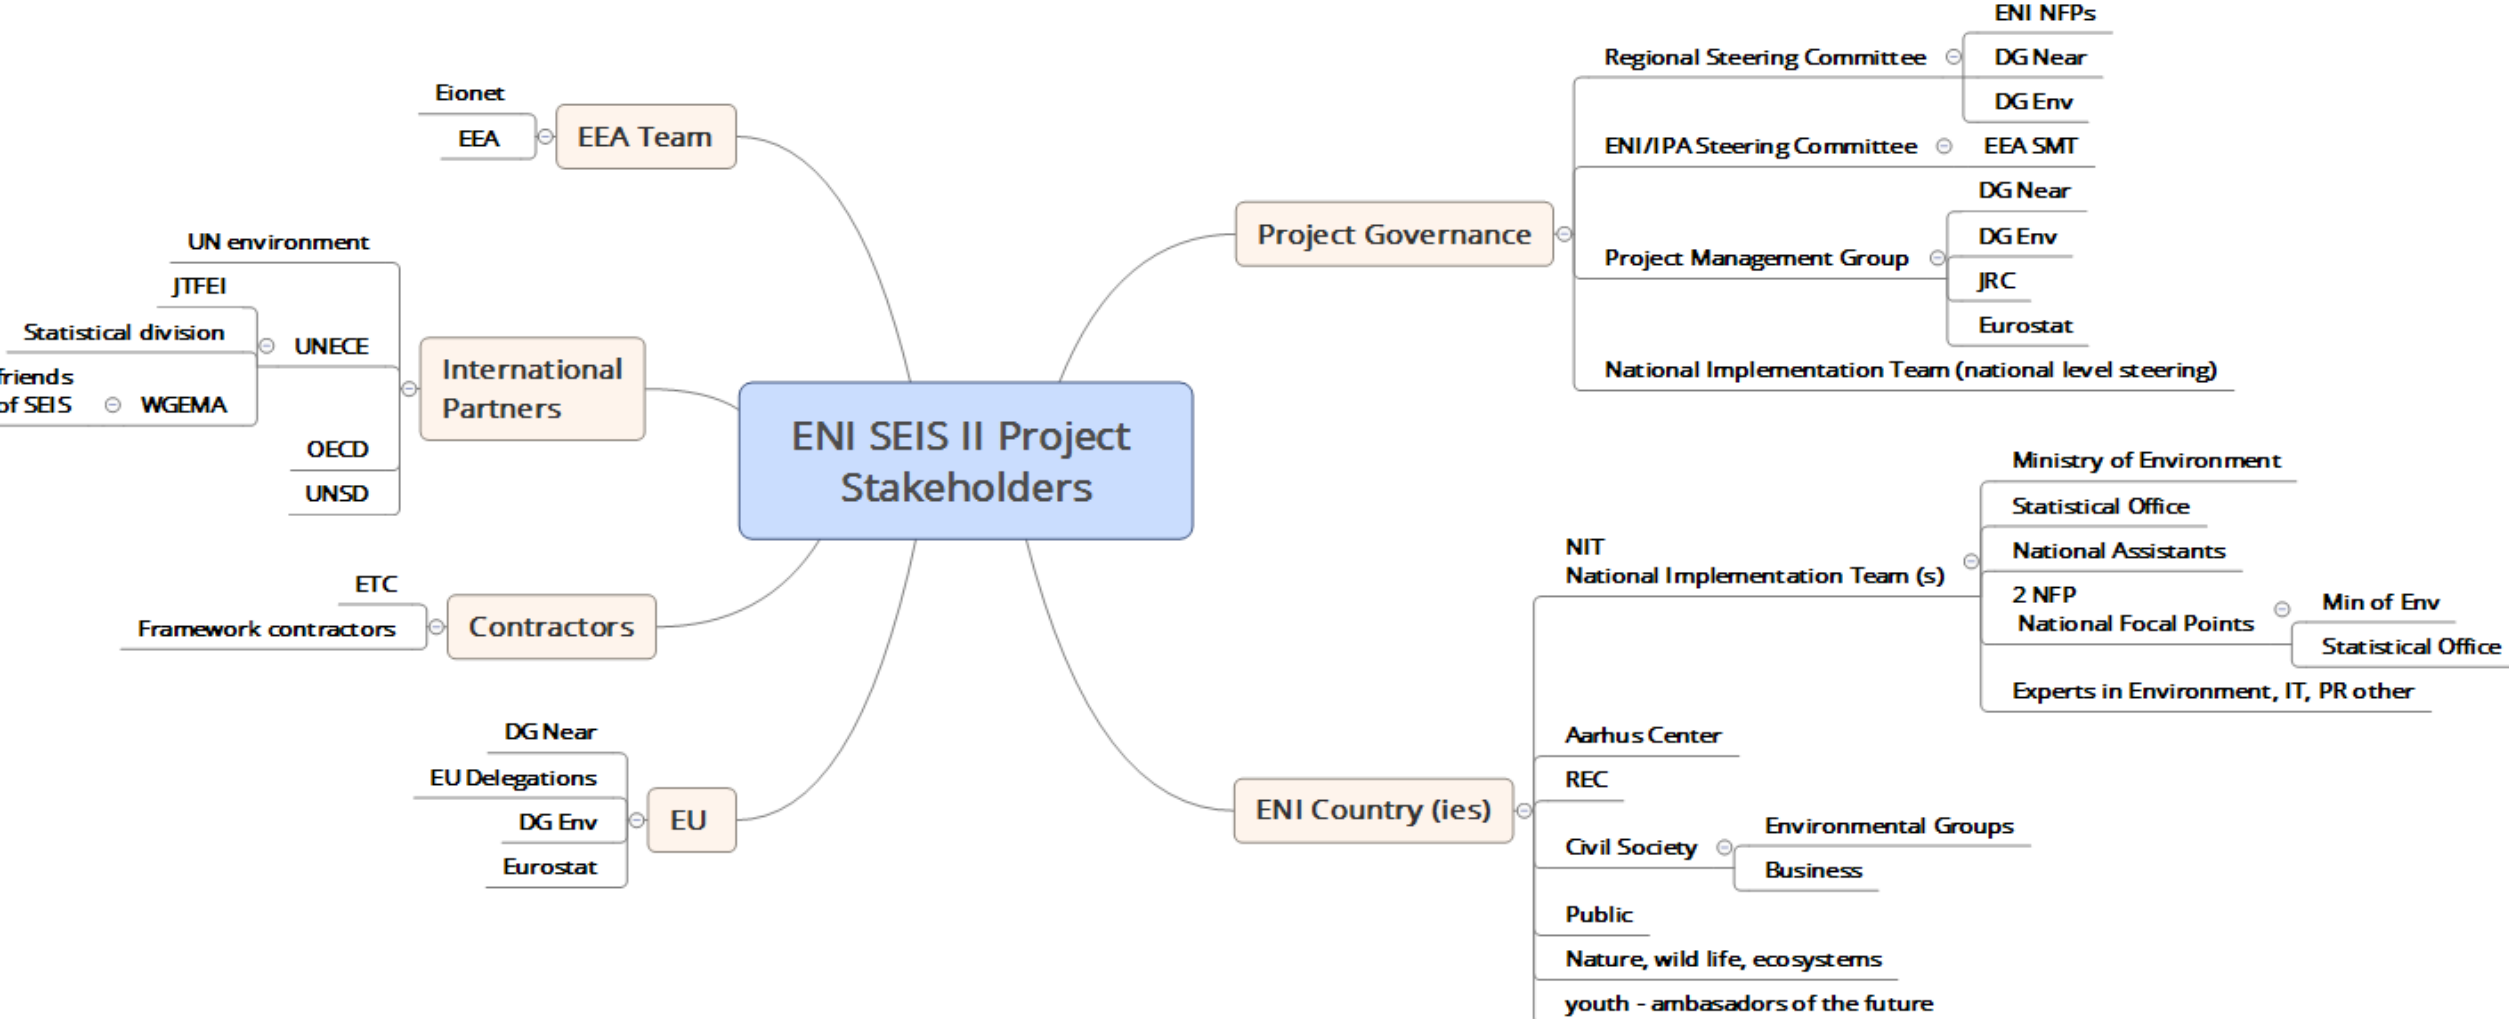 ENI SEIS II Project
Stakeholders
EEA Team
Eionet
EEA
International
Partners
UN environment
JTFEI
Statistical division
UNECE
friends
of SEIS
WGEMA
OECD
UNSD
Contractors
ETC
Framework contractors
EU
DG Near
EU Delegations
DG Env
Eurostat
Project Governance
Regional Steering Committee
ENI NFPs
DG Near
DG Env
ENI/IPA Steering Committee
EEA SMT
Project Management Group
DG Near
DG Env
JRC
Eurostat
National Implementation Team (national level steering)
ENI Country (ies)
NIT
National Implementation Team (s)
Ministry of Environment
Statistical Office
National Assistants
2 NFP
National Focal Points
Min of Env
Statistical Office
Experts in Environment, IT, PR other
Aarhus Center
REC
Civil Society
Environmental Groups
Business
Public
Nature, wild life, ecosystems
youth - ambasadors of the future